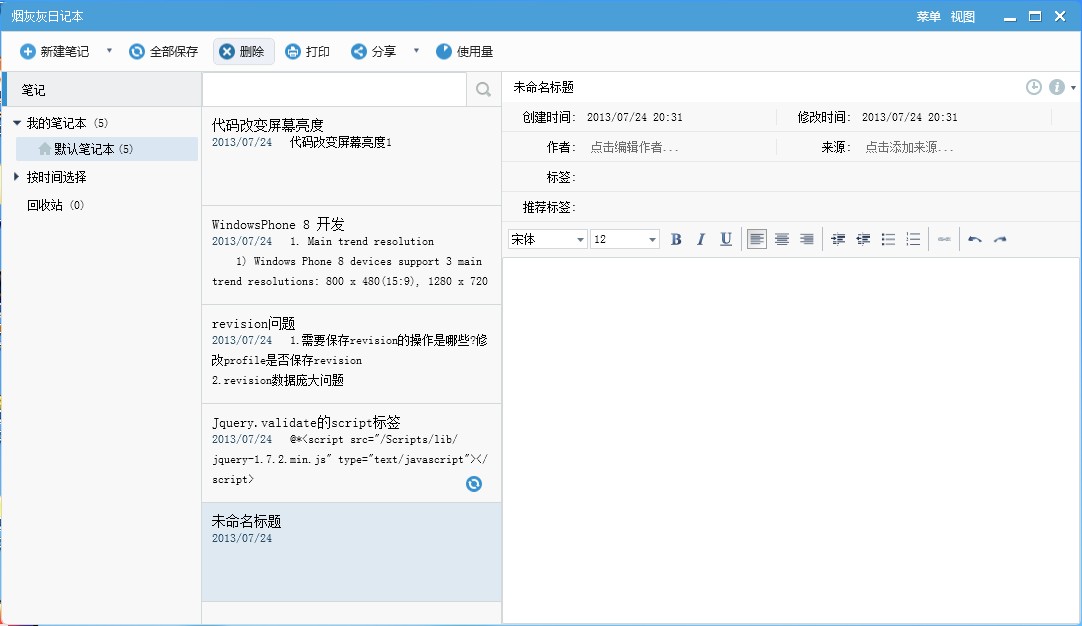 烟灰灰日记本
菜单 视图
新建笔记 全部保存 删除 打印 分享 使用量
笔记
我的笔记本 (5)
默认笔记本 (5)
按时间选择
回收站 (0)
代码改变屏幕亮度
2013/07/24 代码改变屏幕亮度1
WindowsPhone 8 开发
2013/07/24 1. Main trend resolution
1) Windows Phone 8 devices support 3 main
trend resolutions: 800 x 480(15:9), 1280 x 720
revision问题
2013/07/24 1.需要保存revision的操作是哪些?修
改profile是否保存revision
2.revision数据庞大问题
Jquery.validate的script标签
2013/07/24 @*<script src="/Scripts/lib/
jquery-1.7.2.min.js" type="text/javascript"></
script>
未命名标题
2013/07/24
未命名标题
创建时间: 2013/07/24 20:31 修改时间: 2013/07/24 20:31
作者: 点击编辑作者... 来源: 点击添加来源...
标签:
推荐标签:
宋体 12 B I U